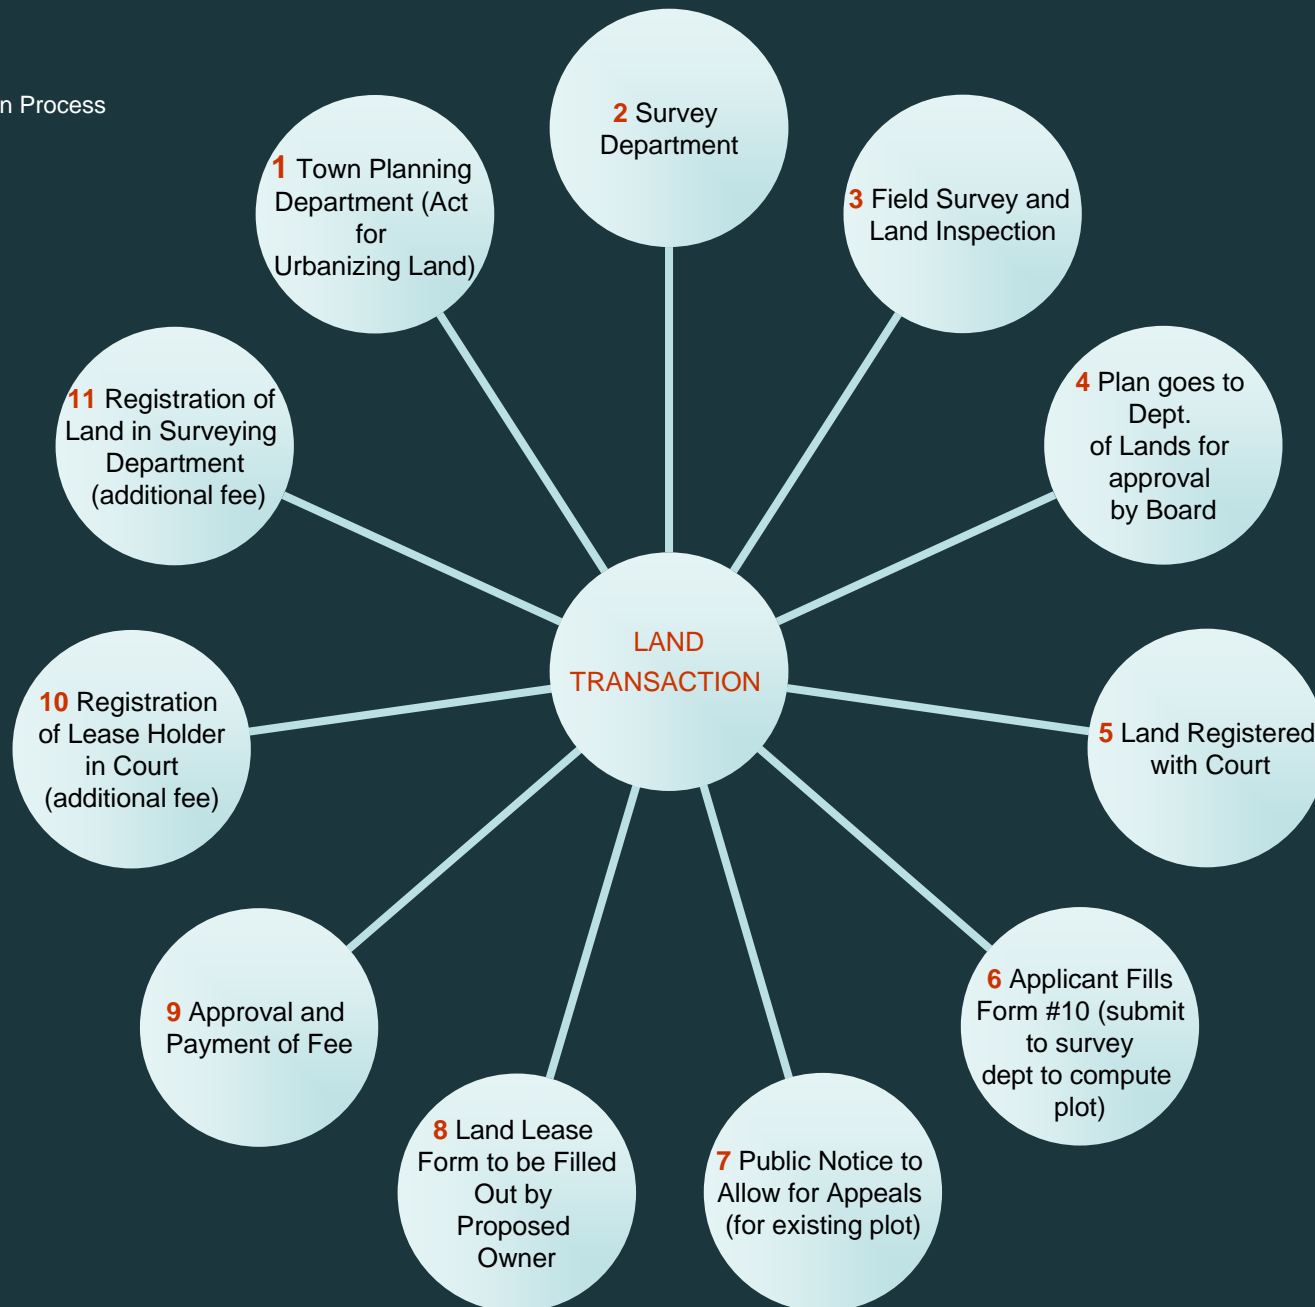 n Process
1 Town Planning
Department (Act
for
Urbanizing Land)
2 Survey
Department
3 Field Survey and
Land Inspection
4 Plan goes to
Dept.
of Lands for
approval
by Board
5 Land Registered
with Court
6 Applicant Fills
Form #10 (submit
to survey
dept to compute
plot)
7 Public Notice to
Allow for Appeals
(for existing plot)
8 Land Lease
Form to be Filled
Out by
Proposed
Owner
9 Approval and
Payment of Fee
10 Registration
of Lease Holder
in Court
(additional fee)
11 Registration of
Land in Surveying
Department
(additional fee)
LAND
TRANSACTION